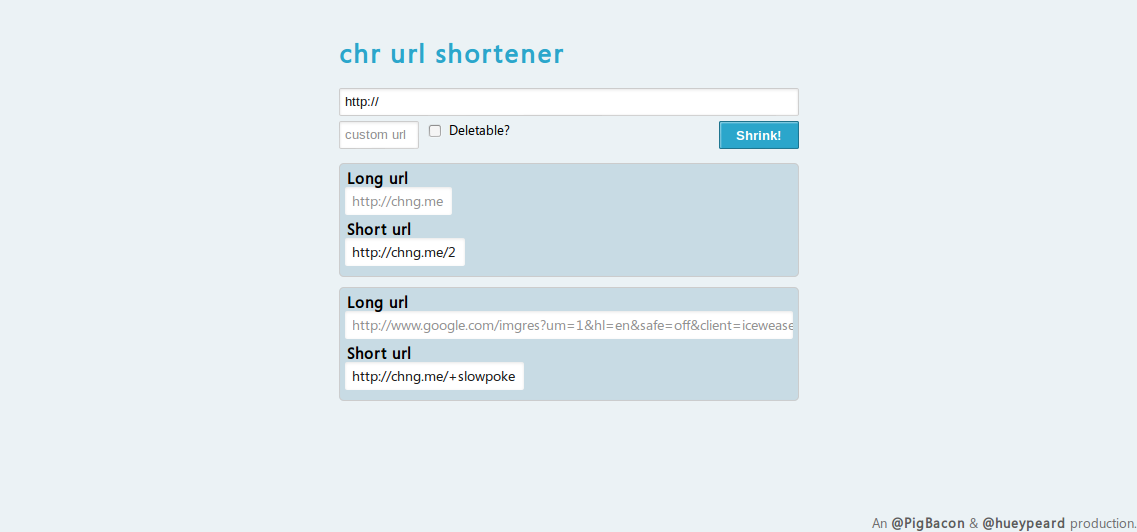 chr url shortener
http://
custom url Deletable? Shrink!
Long url
http://chng.me
Short url
http://chng.me/2
Long url
http://www.google.com/imgres?um=1&hl=en&safe=off&client=icewease
Short url
http://chng.me/+slowpoke
An @PigBacon & @hueypeard production.